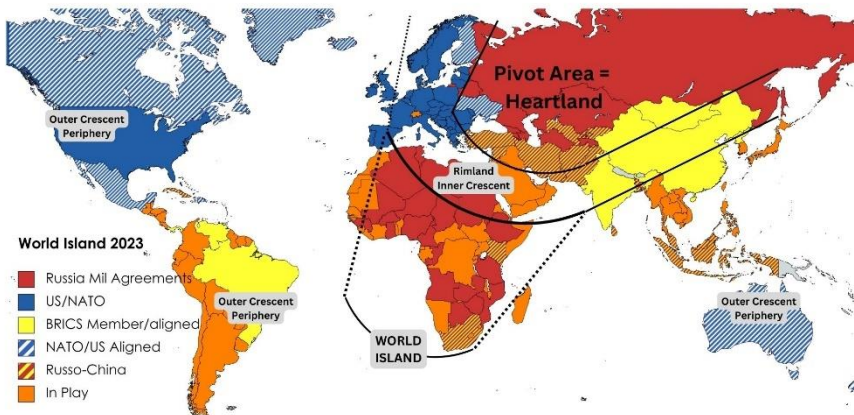 Outer Crescent
Periphery
Pivot Area =
Heartland
Rimland
Inner Crescent
World Island 2023
Russia Mil Agreements
US/NATO
BRICS Member/aligned
NATO/US Aligned
Russo-China
In Play
Outer Crescent
Periphery
WORLD
ISLAND
Outer Crescent
Periphery